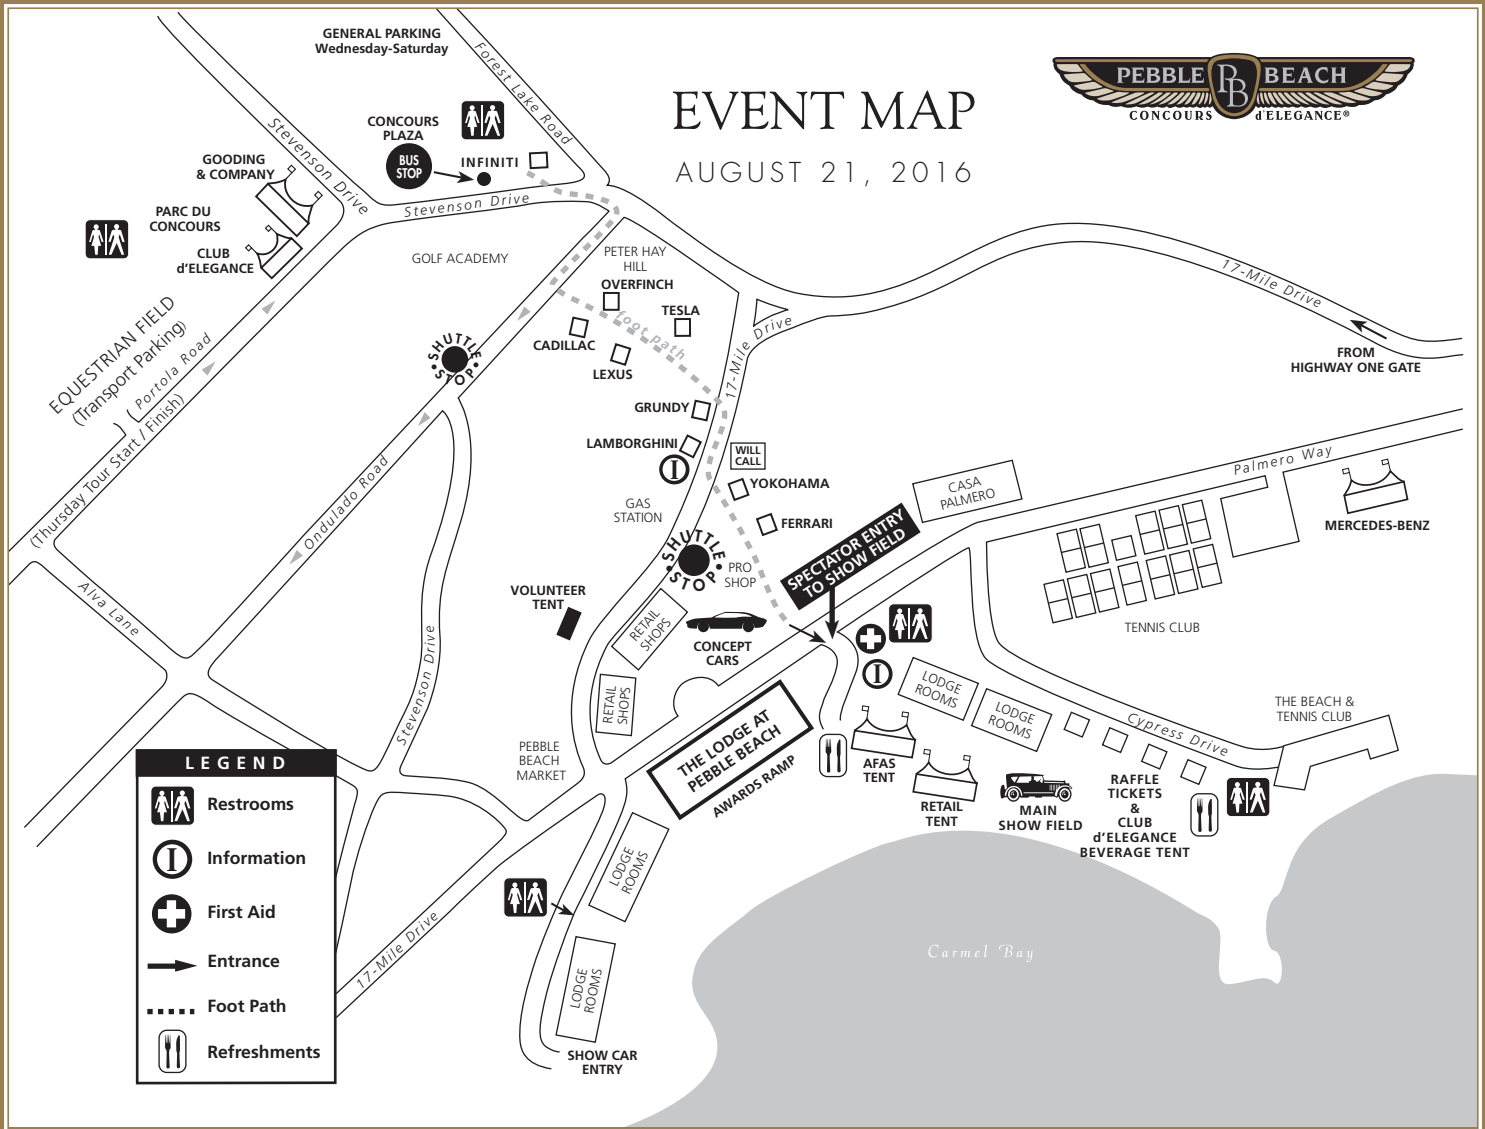 GENERAL PARKING
Wednesday-Saturday
Forest Lake Road
EVENT MAP
AUGUST 21, 2016
PEBBLE PB BEACH
CONCOURS d'ELEGANCE®
CONCOURS
PLAZA
BUS
STOP
INFINITI
Stevenson Drive
GOODING
& COMPANY
PARC DU
CONCOURS
CLUB
d'ELEGANCE
Stevenson Drive
GOLF ACADEMY
PETER HAY
HILL
OVERFINCH
TESLA
CADILLAC
LEXUS
foot path
17-Mile Drive
17-Mile Drive
FROM
HIGHWAY ONE GATE
EQUESTRIAN FIELD
(Transport Parking)
Portola Road
(Thursday Tour Start / Finish)
SHUTTLE
STOP
GRUNDY
LAMBORGHINI
I
WILL
CALL
YOKOHAMA
FERRARI
GAS
STATION
CASA
PALMERO
Palmero Way
MERCEDES-BENZ
Ondulado Road
SHUTTLE
STOP
PRO
SHOP
SPECTATOR ENTRY
TO SHOW FIELD
Alva Lane
VOLUNTEER
TENT
RETAIL
SHOPS
CONCEPT
CARS
I
TENNIS CLUB
Stevenson Drive
RETAIL
SHOPS
LODGE
ROOMS
LODGE
ROOMS
Cypress Drive
THE BEACH &
TENNIS CLUB
PEBBLE
BEACH
MARKET
THE LODGE AT
PEBBLE BEACH
AWARDS RAMP
AFAS
TENT
RETAIL
TENT
MAIN
SHOW FIELD
RAFFLE
TICKETS
&
CLUB
d'ELEGANCE
BEVERAGE TENT
LODGE
ROOMS
LODGE
ROOMS
17-Mile Drive
SHOW CAR
ENTRY
Carmel Bay
LEGEND
Restrooms
I Information
First Aid
Entrance
Foot Path
Refreshments